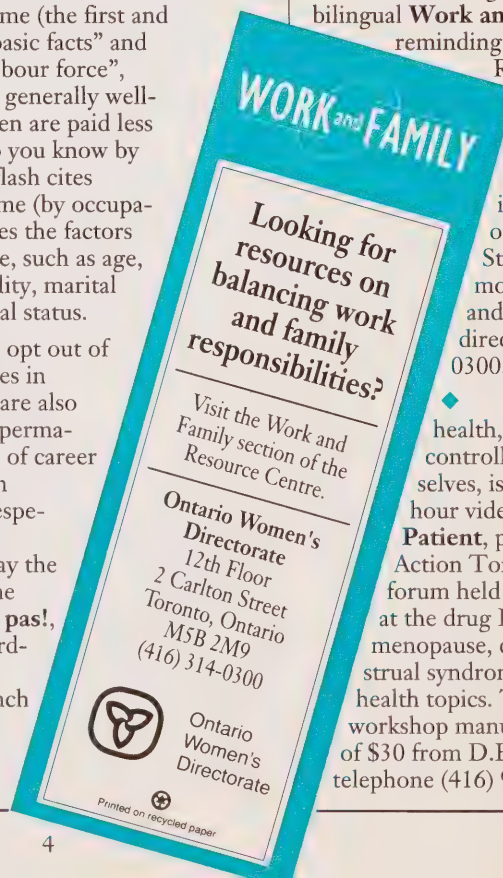 me (the first and
basic facts" and
bour force",
generally well-
en are paid less
you know by
lash cites
me (by occupa-
es the factors
e, such as age,
lity, marital
al status.
opt out of
es in
are also
perma-
of career
n
espe-
ay the
ne
pas!,
rd-
nch
WORK and FAMILY
Looking for
resources on
balancing work
and family
responsibilities?
Visit the Work and
Family section of the
Resource Centre.
Ontario Women's
Directorate
12th Floor
2 Carlton Street
Toronto, Ontario
M5B 2M9
(416) 314-0300
Ontario
Women's
Directorate
Printed on recycled paper
bilingual Work an
reminding
R
i
o
St
mo
and
direc
0300
health,
controll
selves, is
hour vide
Patient, p
Action To
forum held
at the drug
menopause, c
strual syndron
health topics. T
workshop manu
of $30 from D.E
telephone (416)
4